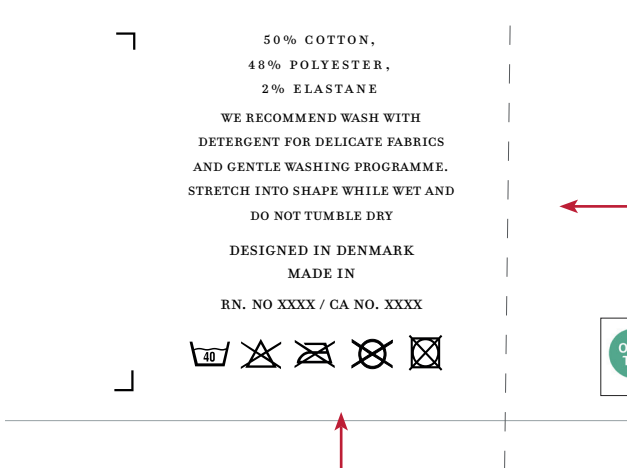 50% COTTON,
48% POLYESTER,
2% ELASTANE
WE RECOMMEND WASH WITH
DETERGENT FOR DELICATE FABRICS
AND GENTLE WASHING PROGRAMME.
STRETCH INTO SHAPE WHILE WET AND
DO NOT TUMBLE DRY
DESIGNED IN DENMARK
MADE IN
RN. NO XXXX / CA NO. XXXX
40